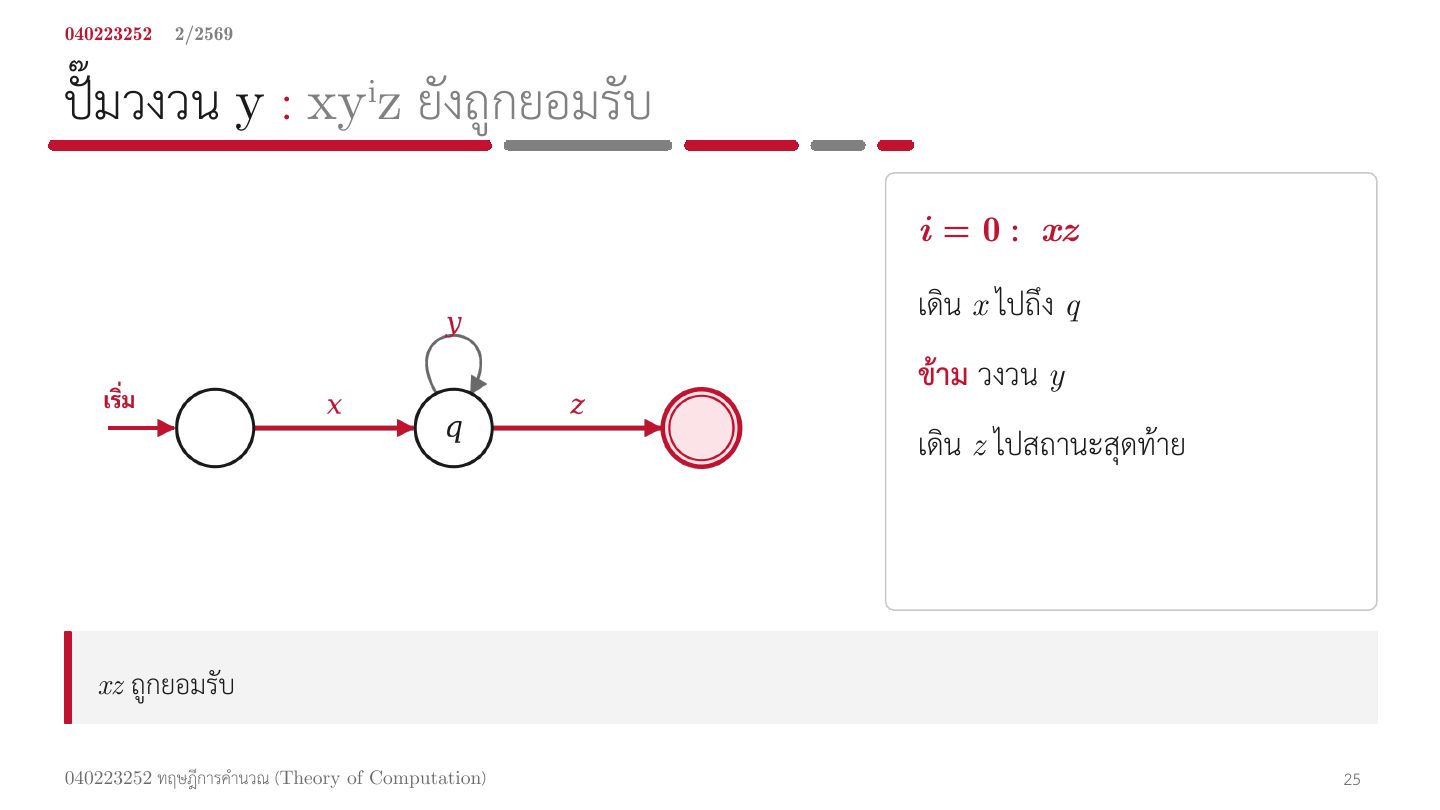 040223252 2/2569
ปั๊มวงวน y : xyⁱz ยังถูกยอมรับ
i = 0 : xz
เดิน x ไปถึง q
ข้าม วงวน y
เดิน z ไปสถานะสุดท้าย
y
เริ่ม
x
z
q
xz ถูกยอมรับ
040223252 ทฤษฎีการคำนวณ (Theory of Computation)
25